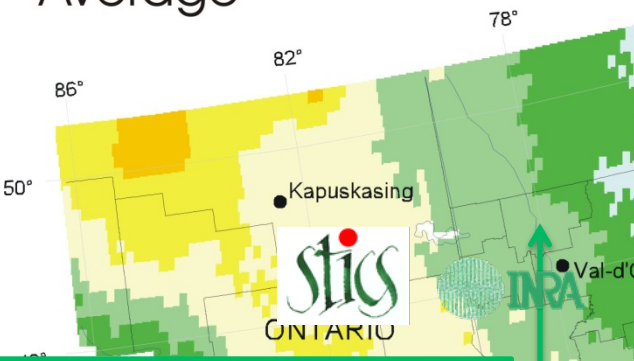 Average
78°
82°
86°
50°
Kapuskasing
stics
INRA
Val-d'O
ONTARIO